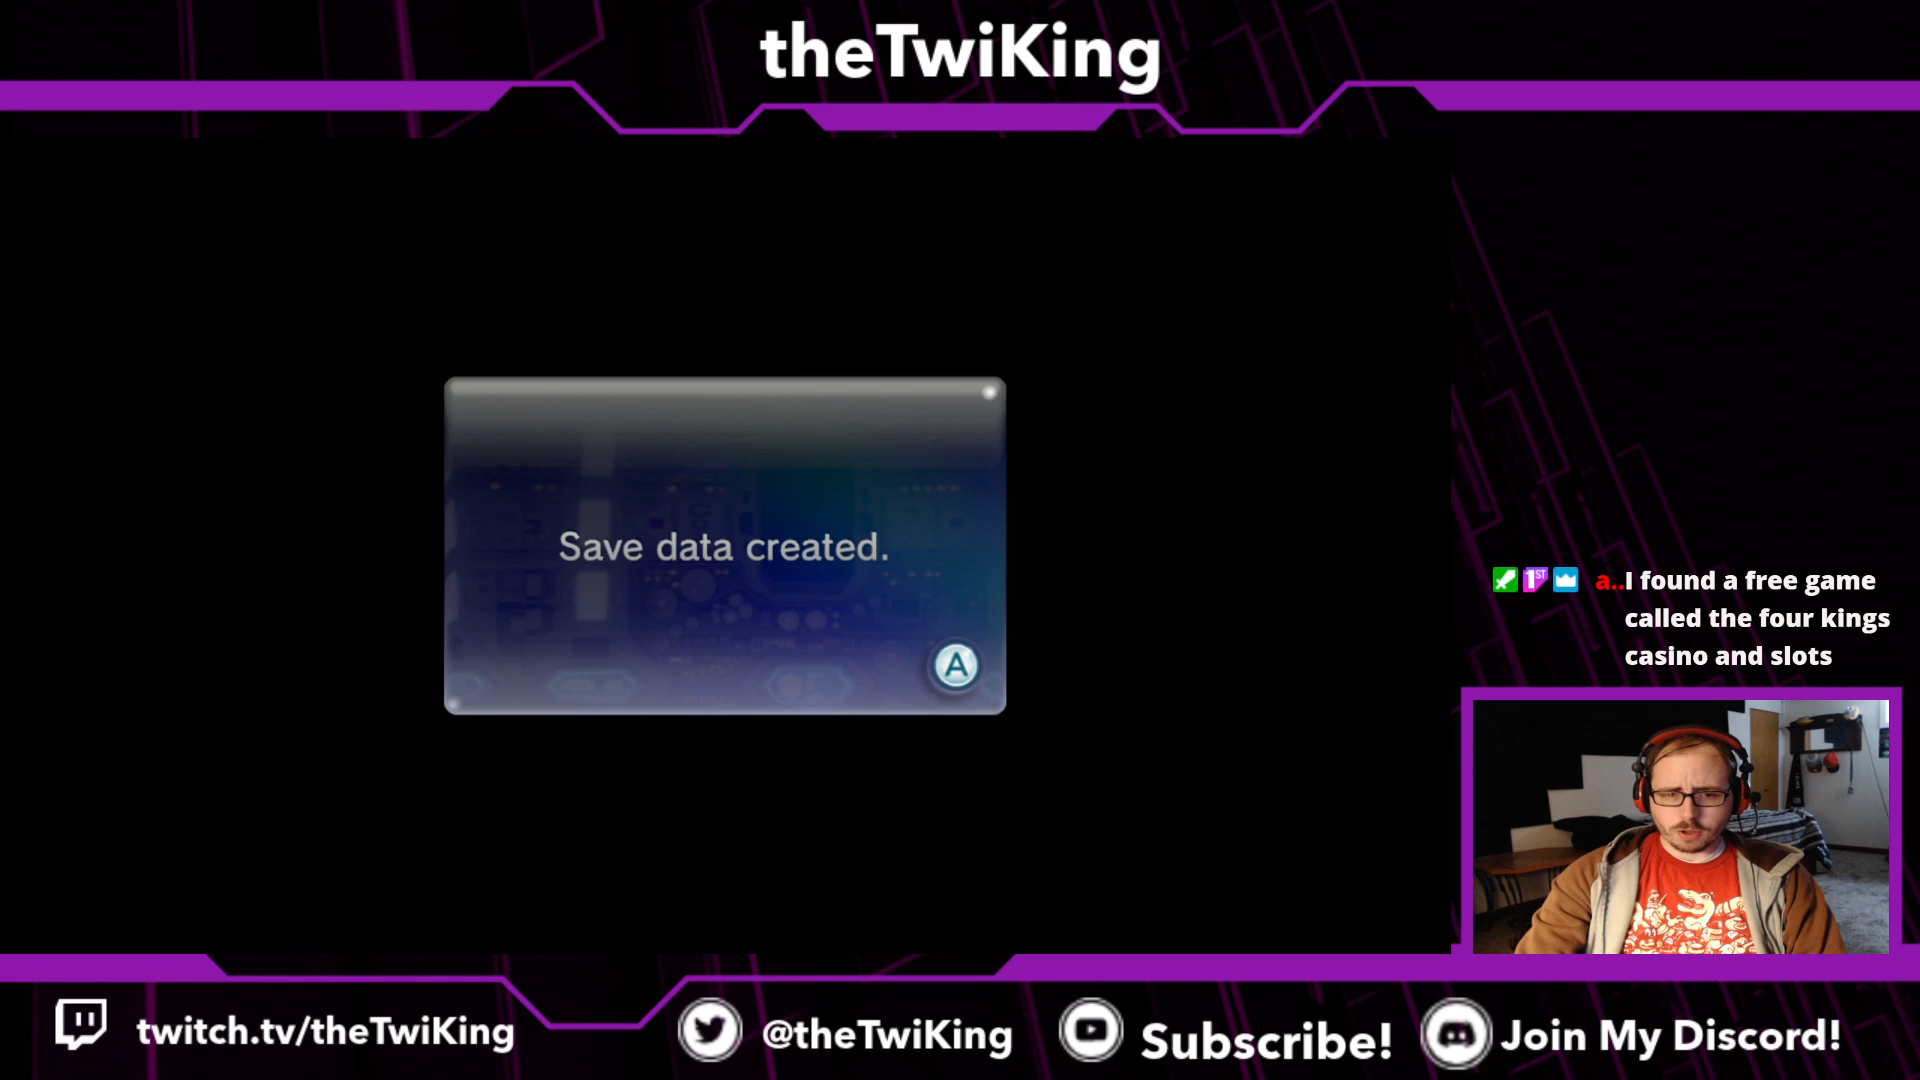 theTwiKing
Save data created.
A
1ST a..I found a free game
called the four kings
casino and slots
twitch.tv/theTwiKing
@theTwiKing
Subscribe!
Join My Discord!